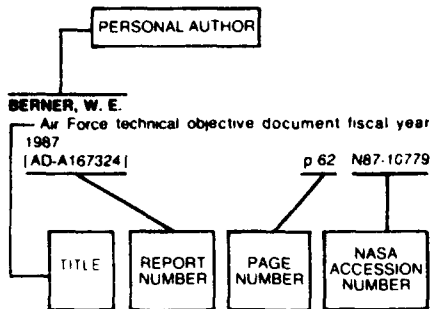 PERSONAL AUTHOR
BERNER, W. E.
Air Force technical objective document fiscal year
1987
[AD-A167324] p 62 N87-10779
TITLE
REPORT
NUMBER
PAGE
NUMBER
NASA
ACCESSION
NUMBER